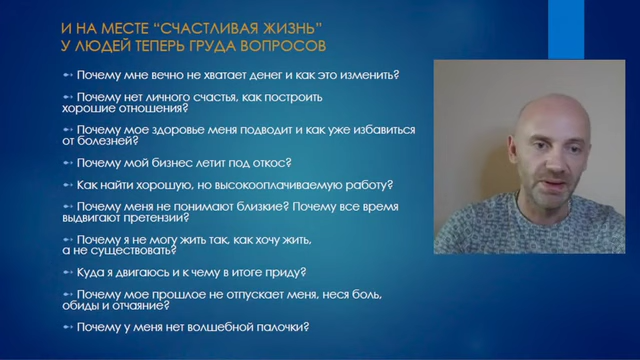 И НА МЕСТЕ “СЧАСТЛИВАЯ ЖИЗНЬ”
У ЛЮДЕЙ ТЕПЕРЬ ГРУДА ВОПРОСОВ
Почему мне вечно не хватает денег и как это изменить?
Почему нет личного счастья, как построить
хорошие отношения?
Почему мое здоровье меня подводит и как уже избавиться
от болезней?
Почему мой бизнес летит под откос?
Как найти хорошую, но высокооплачиваемую работу?
Почему меня не понимают близкие? Почему все время
выдвигают претензии?
Почему я не могу жить так, как хочу жить,
а не существовать?
Куда я двигаюсь и к чему в итоге приду?
Почему мое прошлое не отпускает меня, неся боль,
обиды и отчаяние?
Почему у меня нет волшебной палочки?